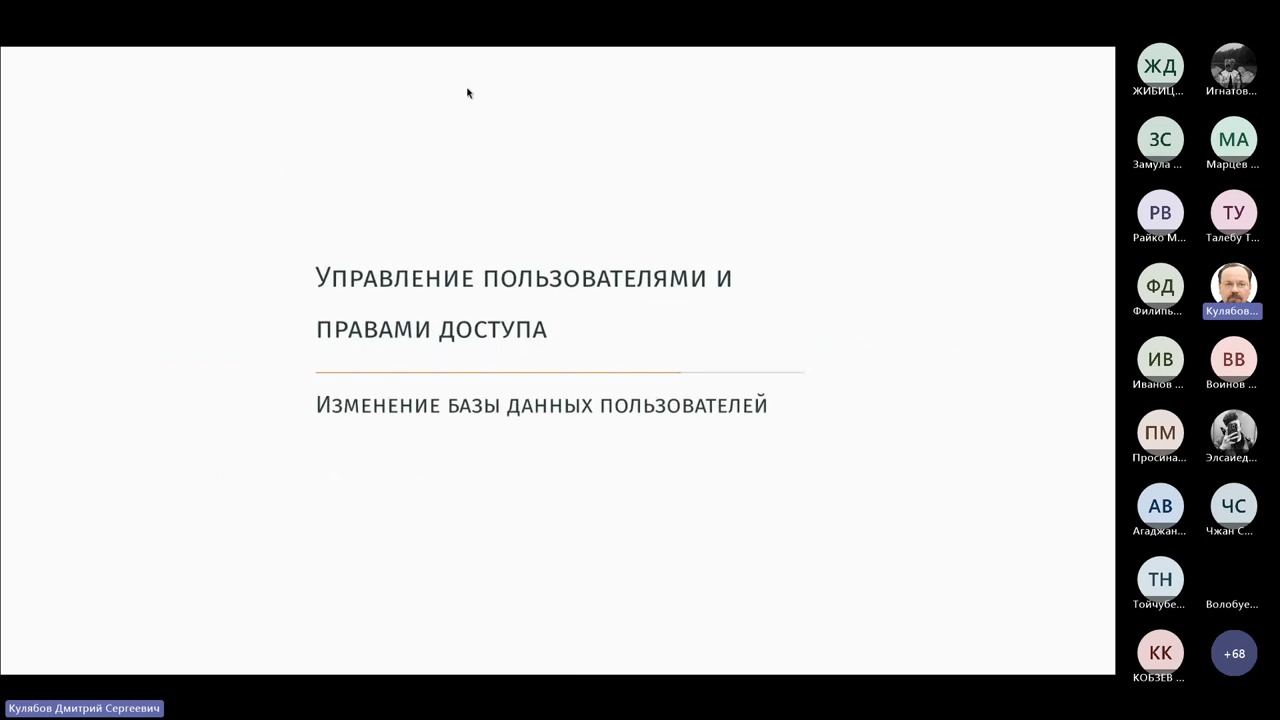 Управление пользователями и
правами доступа
Изменение базы данных пользователей
ЖД
ЖИБИЦ...
Игнатов...
ЗС
Замула ...
МА
Марцев ...
РВ
Райко М...
ТУ
Талебу Т...
ФД
Филипь...
Кулябов...
ИВ
Иванов ...
ВВ
Воинов ...
ПМ
Просина...
Элсаиед...
АВ
Агаджан...
ЧС
Чжан С...
ТН
Тойчубе...
Волобуе...
КК
КОБЗЕВ ...
+68
Кулябов Дмитрий Сергеевич